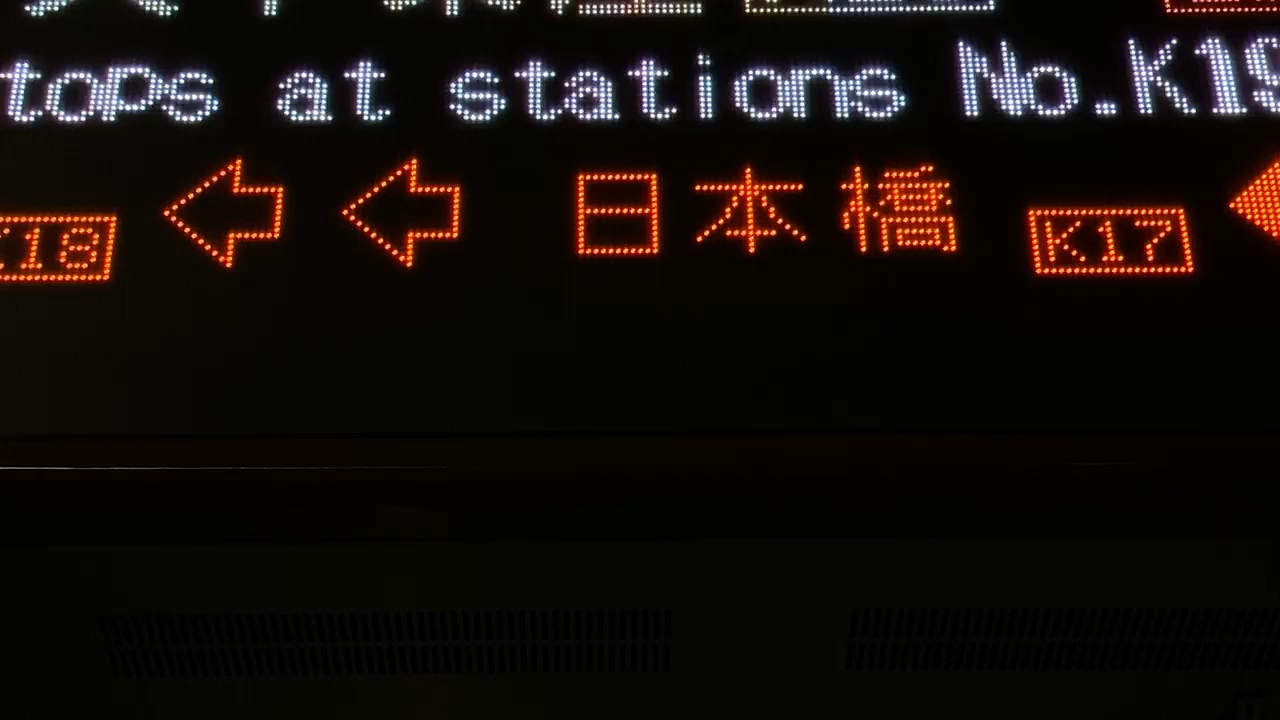 tops at stations No.K19
K18 ← ← 日本橋 K17